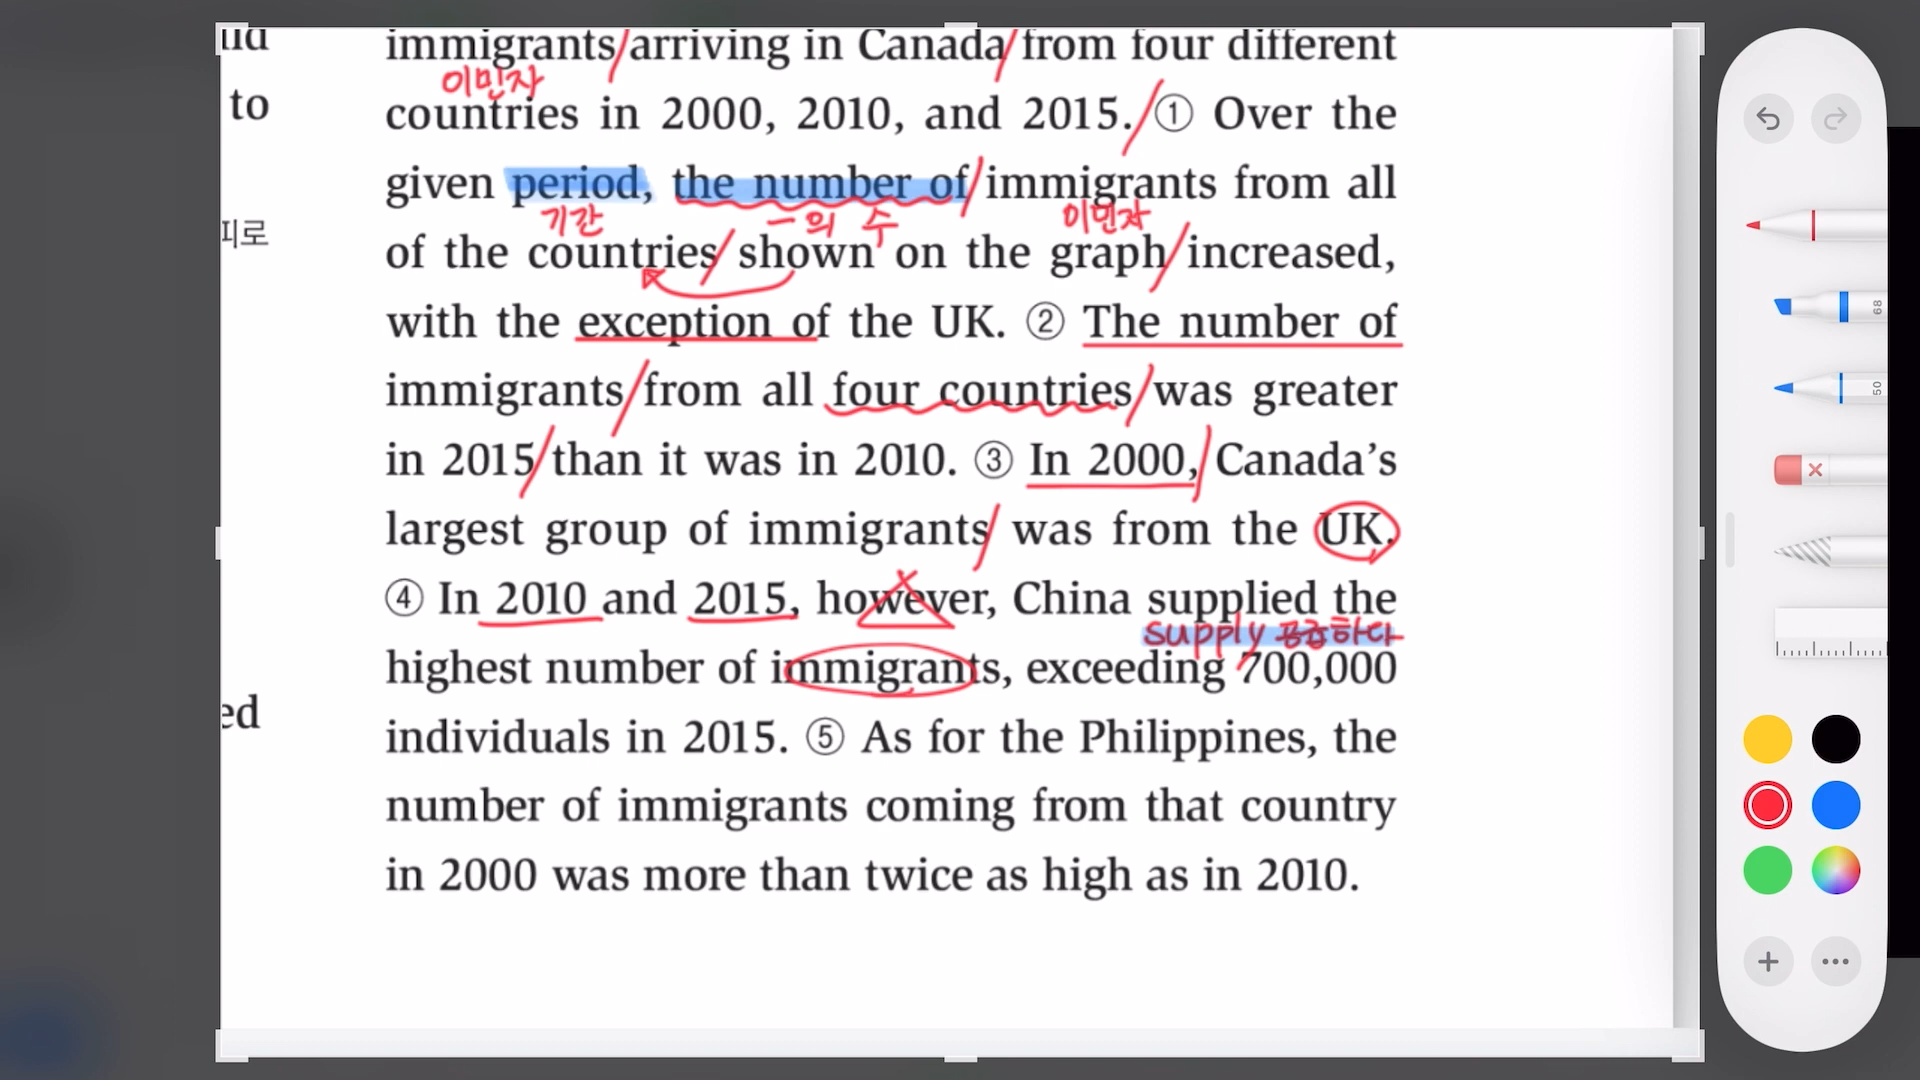 to
피로
ed
immigrants/arriving in Canada/from four different
이민자
countries in 2000, 2010, and 2015./① Over the
given period, the number of/immigrants from all
기간 ~의 수 이민자
of the countries/shown on the graph/increased,
with the exception of the UK. ② The number of
immigrants/from all four countries/was greater
in 2015/than it was in 2010. ③ In 2000,/Canada's
largest group of immigrants/was from the UK.
④ In 2010 and 2015, however, China supplied the
supply 공급하다
highest number of immigrants, exceeding 700,000
individuals in 2015. ⑤ As for the Philippines, the
number of immigrants coming from that country
in 2000 was more than twice as high as in 2010.
68
50